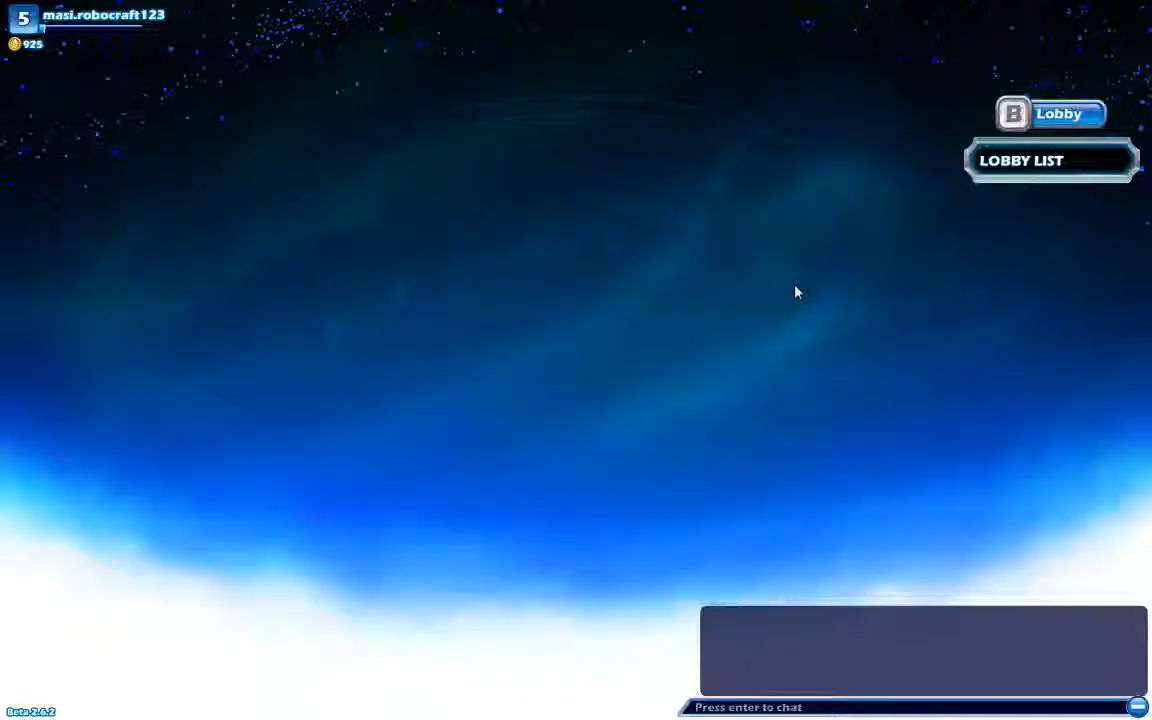 5 masi.robocraft123
925
B Lobby
LOBBY LIST
Press enter to chat
Beta 2.6.2